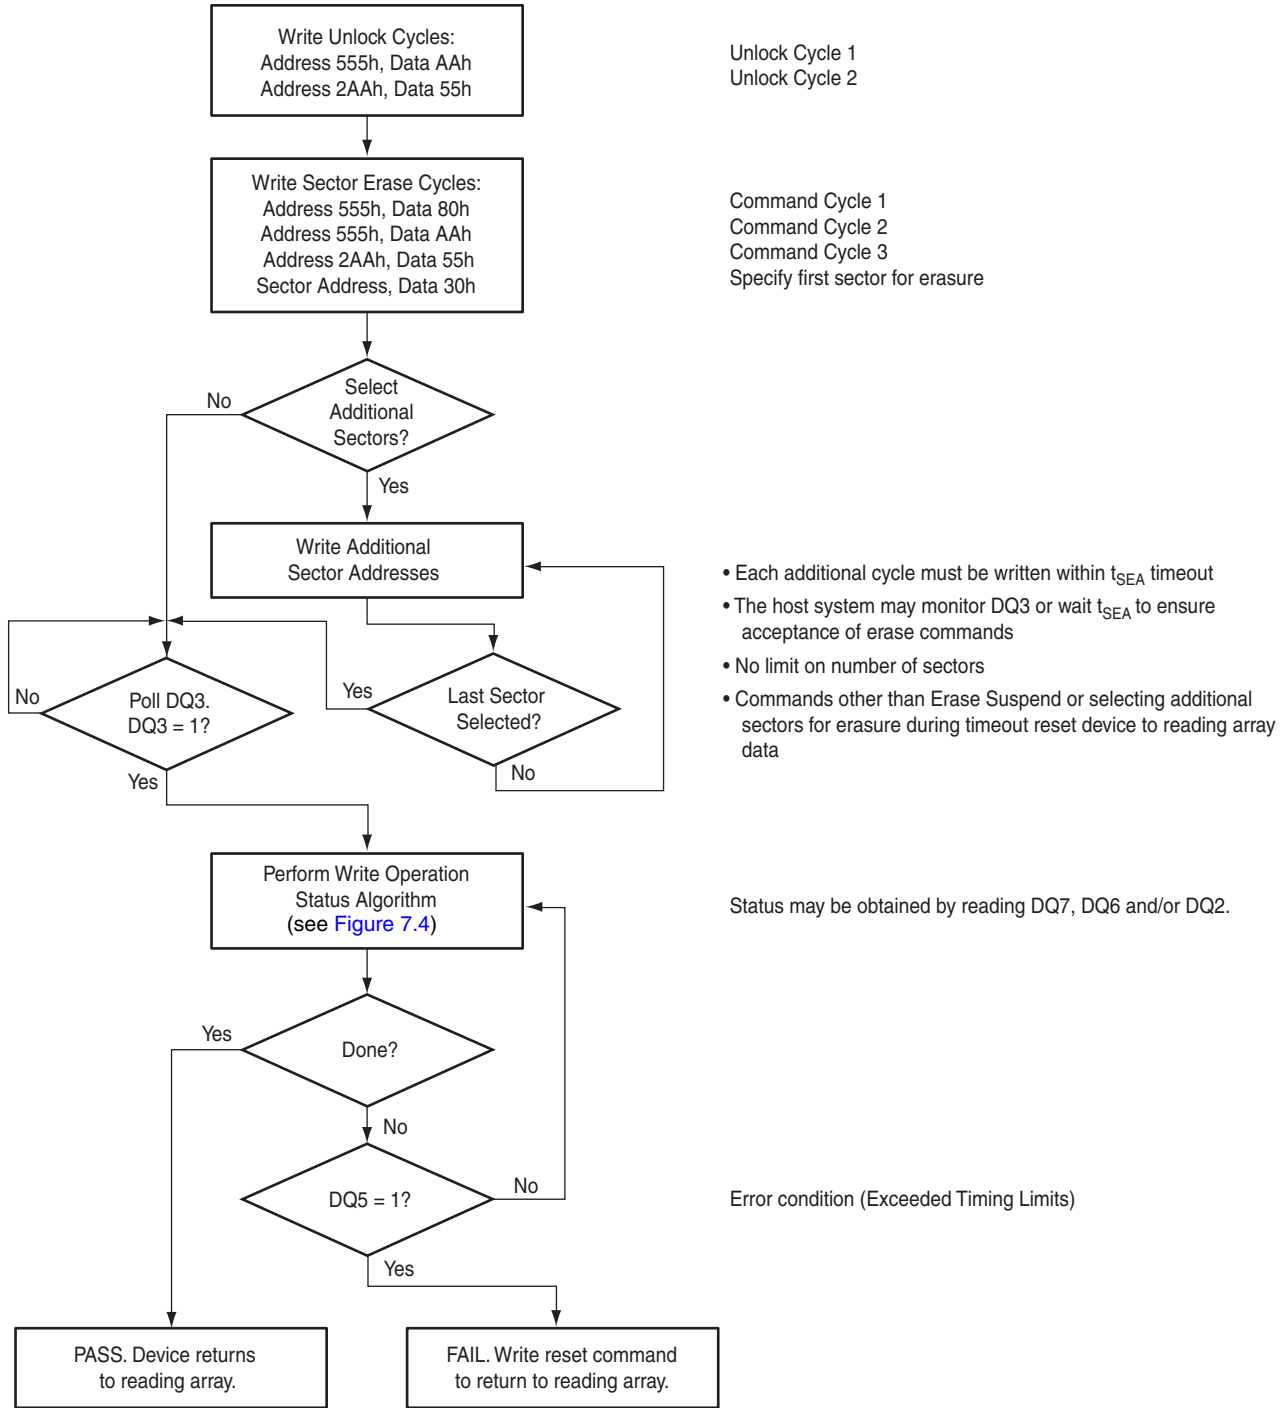 Write Unlock Cycles:
Address 555h, Data AAh
Address 2AAh, Data 55h
Unlock Cycle 1
Unlock Cycle 2
Write Sector Erase Cycles:
Address 555h, Data 80h
Address 555h, Data AAh
Address 2AAh, Data 55h
Sector Address, Data 30h
Command Cycle 1
Command Cycle 2
Command Cycle 3
Specify first sector for erasure
Select
Additional
Sectors?
No
Yes
Write Additional
Sector Addresses
• Each additional cycle must be written within tSEA timeout
• The host system may monitor DQ3 or wait tSEA to ensure
acceptance of erase commands
• No limit on number of sectors
• Commands other than Erase Suspend or selecting additional
sectors for erasure during timeout reset device to reading array
data
No
Poll DQ3.
DQ3 = 1?
Yes
Yes
Last Sector
Selected?
No
Perform Write Operation
Status Algorithm
(see Figure 7.4)
Status may be obtained by reading DQ7, DQ6 and/or DQ2.
Yes
Done?
No
DQ5 = 1?
No
Yes
Error condition (Exceeded Timing Limits)
PASS. Device returns
to reading array.
FAIL. Write reset command
to return to reading array.